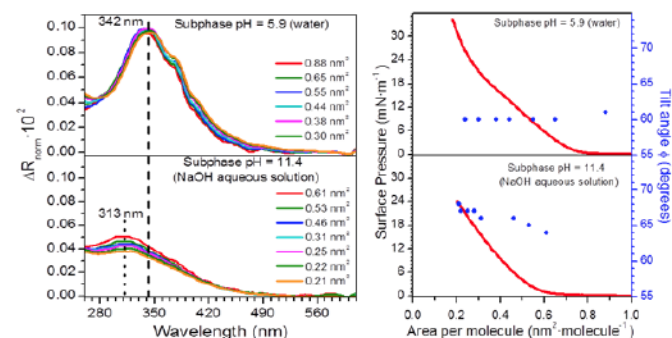 342 nm
Subphase pH = 5.9 (water)
0.10
0.08
0.06
0.04
0.02
0.00
0.88 nm²
0.65 nm²
0.55 nm²
0.44 nm²
0.38 nm²
0.30 nm²
ΔRnorm·10²
Subphase pH = 11.4
(NaOH aqueous solution)
0.10
0.08
0.06
0.04
0.02
0.00
313 nm
0.61 nm²
0.53 nm²
0.46 nm²
0.31 nm²
0.25 nm²
0.22 nm²
0.21 nm²
280 350 420 490 560
Wavelength (nm)
Subphase pH = 5.9 (water)
30
24
18
12
6
0
75
70
65
60
55
Surface Pressure (mN·m⁻¹)
Tilt angle ϕ (degrees)
Subphase pH = 11.4
(NaOH aqueous solution)
30
24
18
12
6
0
75
70
65
60
55
0.0 0.2 0.4 0.6 0.8 1.0
Area per molecule (nm²·molecule⁻¹)